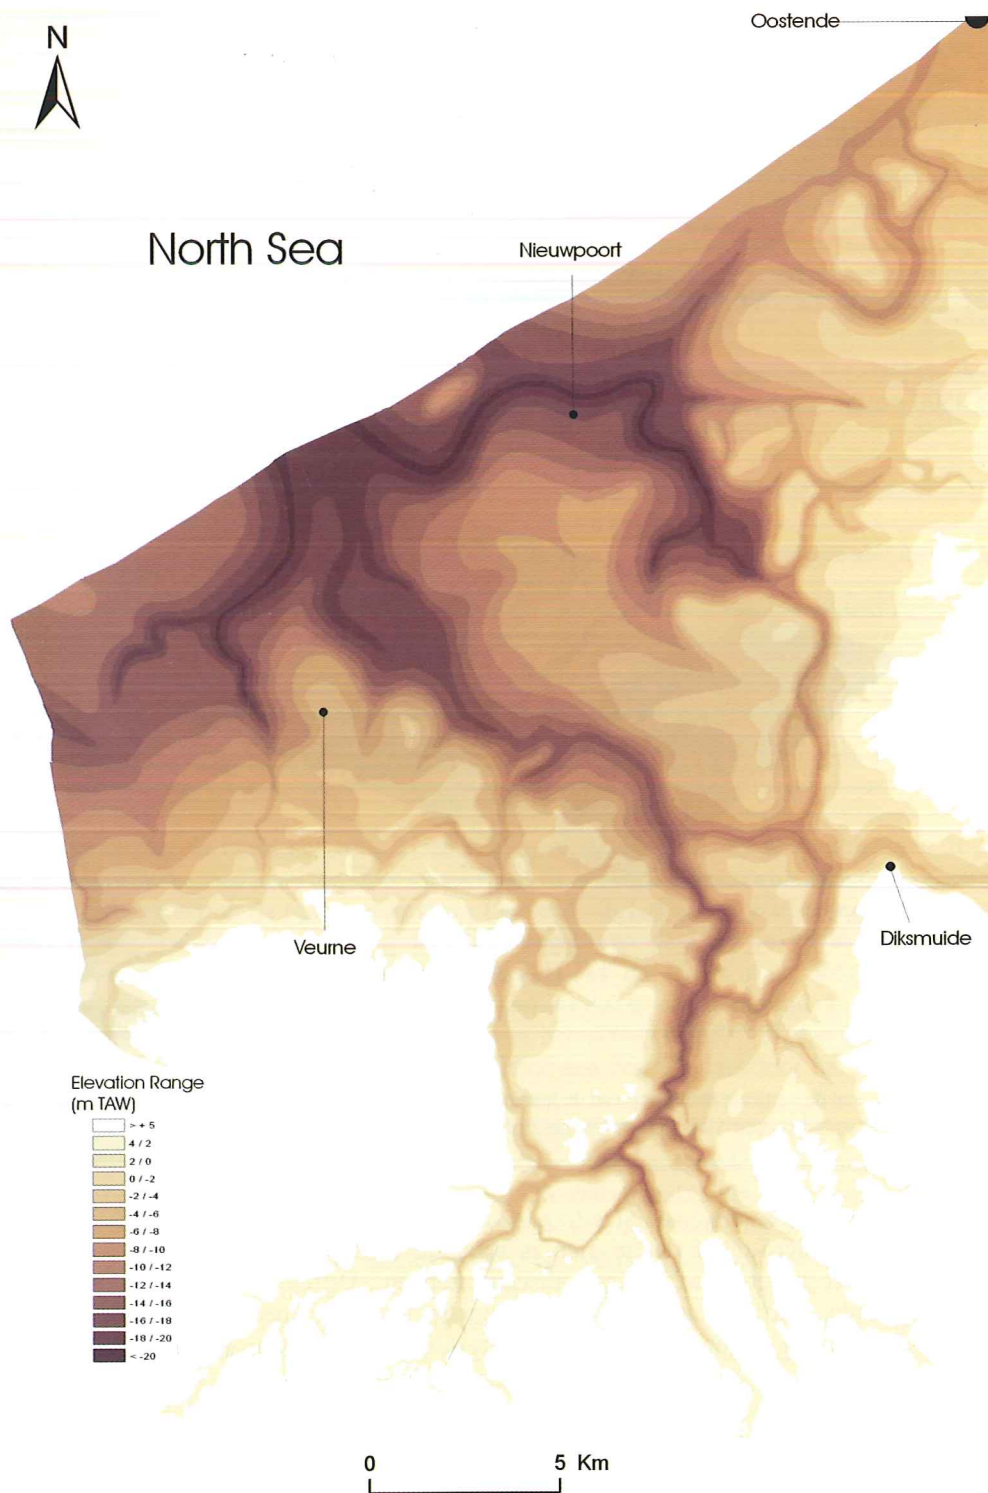 Oostende
N
North Sea
Nieuwpoort
Veurne
Diksmuide
Elevation Range
(m TAW)
> + 5
4 / 2
2 / 0
0 / -2
-2 / -4
-4 / -6
-6 / -8
-8 / -10
-10 / -12
-12 / -14
-14 / -16
-16 / -18
-18 / -20
< -20
0 5 Km